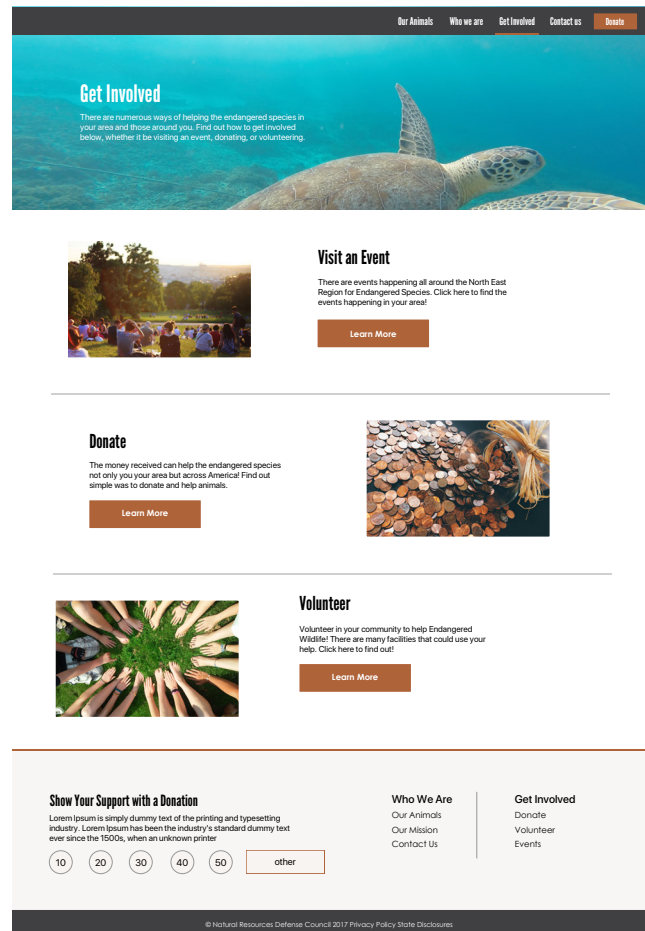 Our Animals Who we are Get Involved Contact us Donate
Get Involved
There are numerous ways of helping the endangered species in
your area and those around you. Find out how to get involved
below, whether it be visiting an event, donating, or volunteering.
Visit an Event
There are events happening all around the North East
Region for Endangered Species. Click here to find the
events happening in your area!
Learn More
Donate
The money received can help the endangered species
not only you your area but across America! Find out
simple was to donate and help animals.
Learn More
Volunteer
Volunteer in your community to help Endangered
Wildlife! There are many facilities that could use your
help. Click here to find out!
Learn More
Show Your Support with a Donation
Lorem Ipsum is simply dummy text of the printing and typesetting
industry. Lorem Ipsum has been the industry's standard dummy text
ever since the 1500s, when an unknown printer
10 20 30 40 50 other
Who We Are
Our Animals
Our Mission
Contact Us
Get Involved
Donate
Volunteer
Events
© Natural Resources Defense Council 2017 Privacy Policy State Disclosures